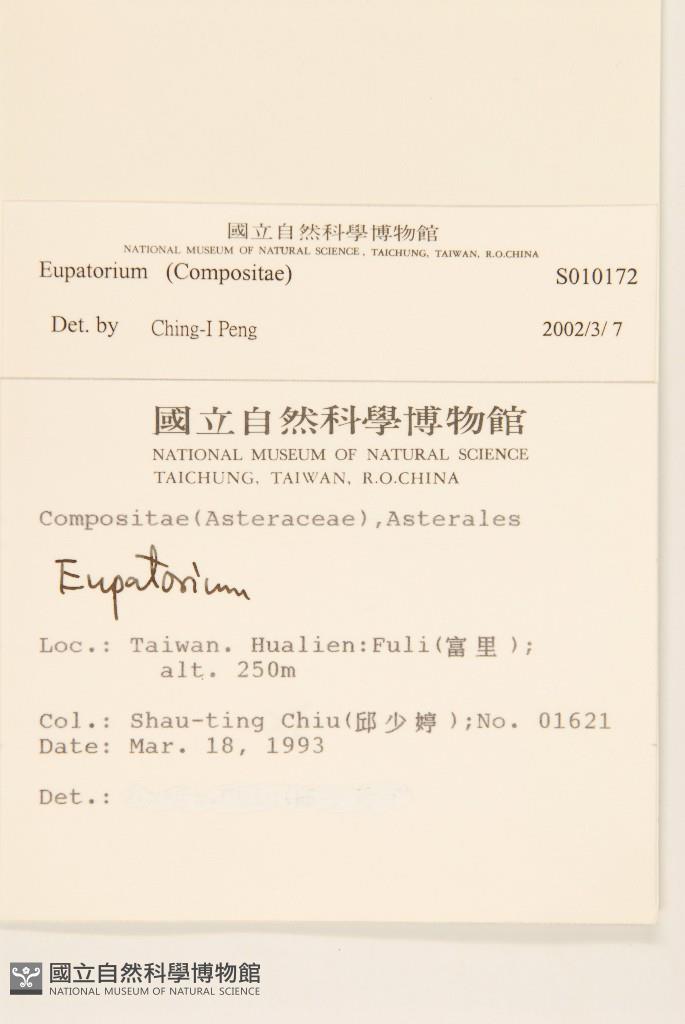 國立自然科學博物館
NATIONAL MUSEUM OF NATURAL SCIENCE, TAICHUNG, TAIWAN, R.O.CHINA
Eupatorium (Compositae) S010172
Det. by Ching-I Peng 2002/3/ 7
國立自然科學博物館
NATIONAL MUSEUM OF NATURAL SCIENCE
TAICHUNG, TAIWAN, R.O.CHINA
Compositae(Asteraceae),Asterales
Eupatorium
Loc.: Taiwan. Hualien:Fuli(富里);
alt. 250m
Col.: Shau-ting Chiu(邱少婷);No. 01621
Date: Mar. 18, 1993
Det.:
國立自然科學博物館
NATIONAL MUSEUM OF NATURAL SCIENCE